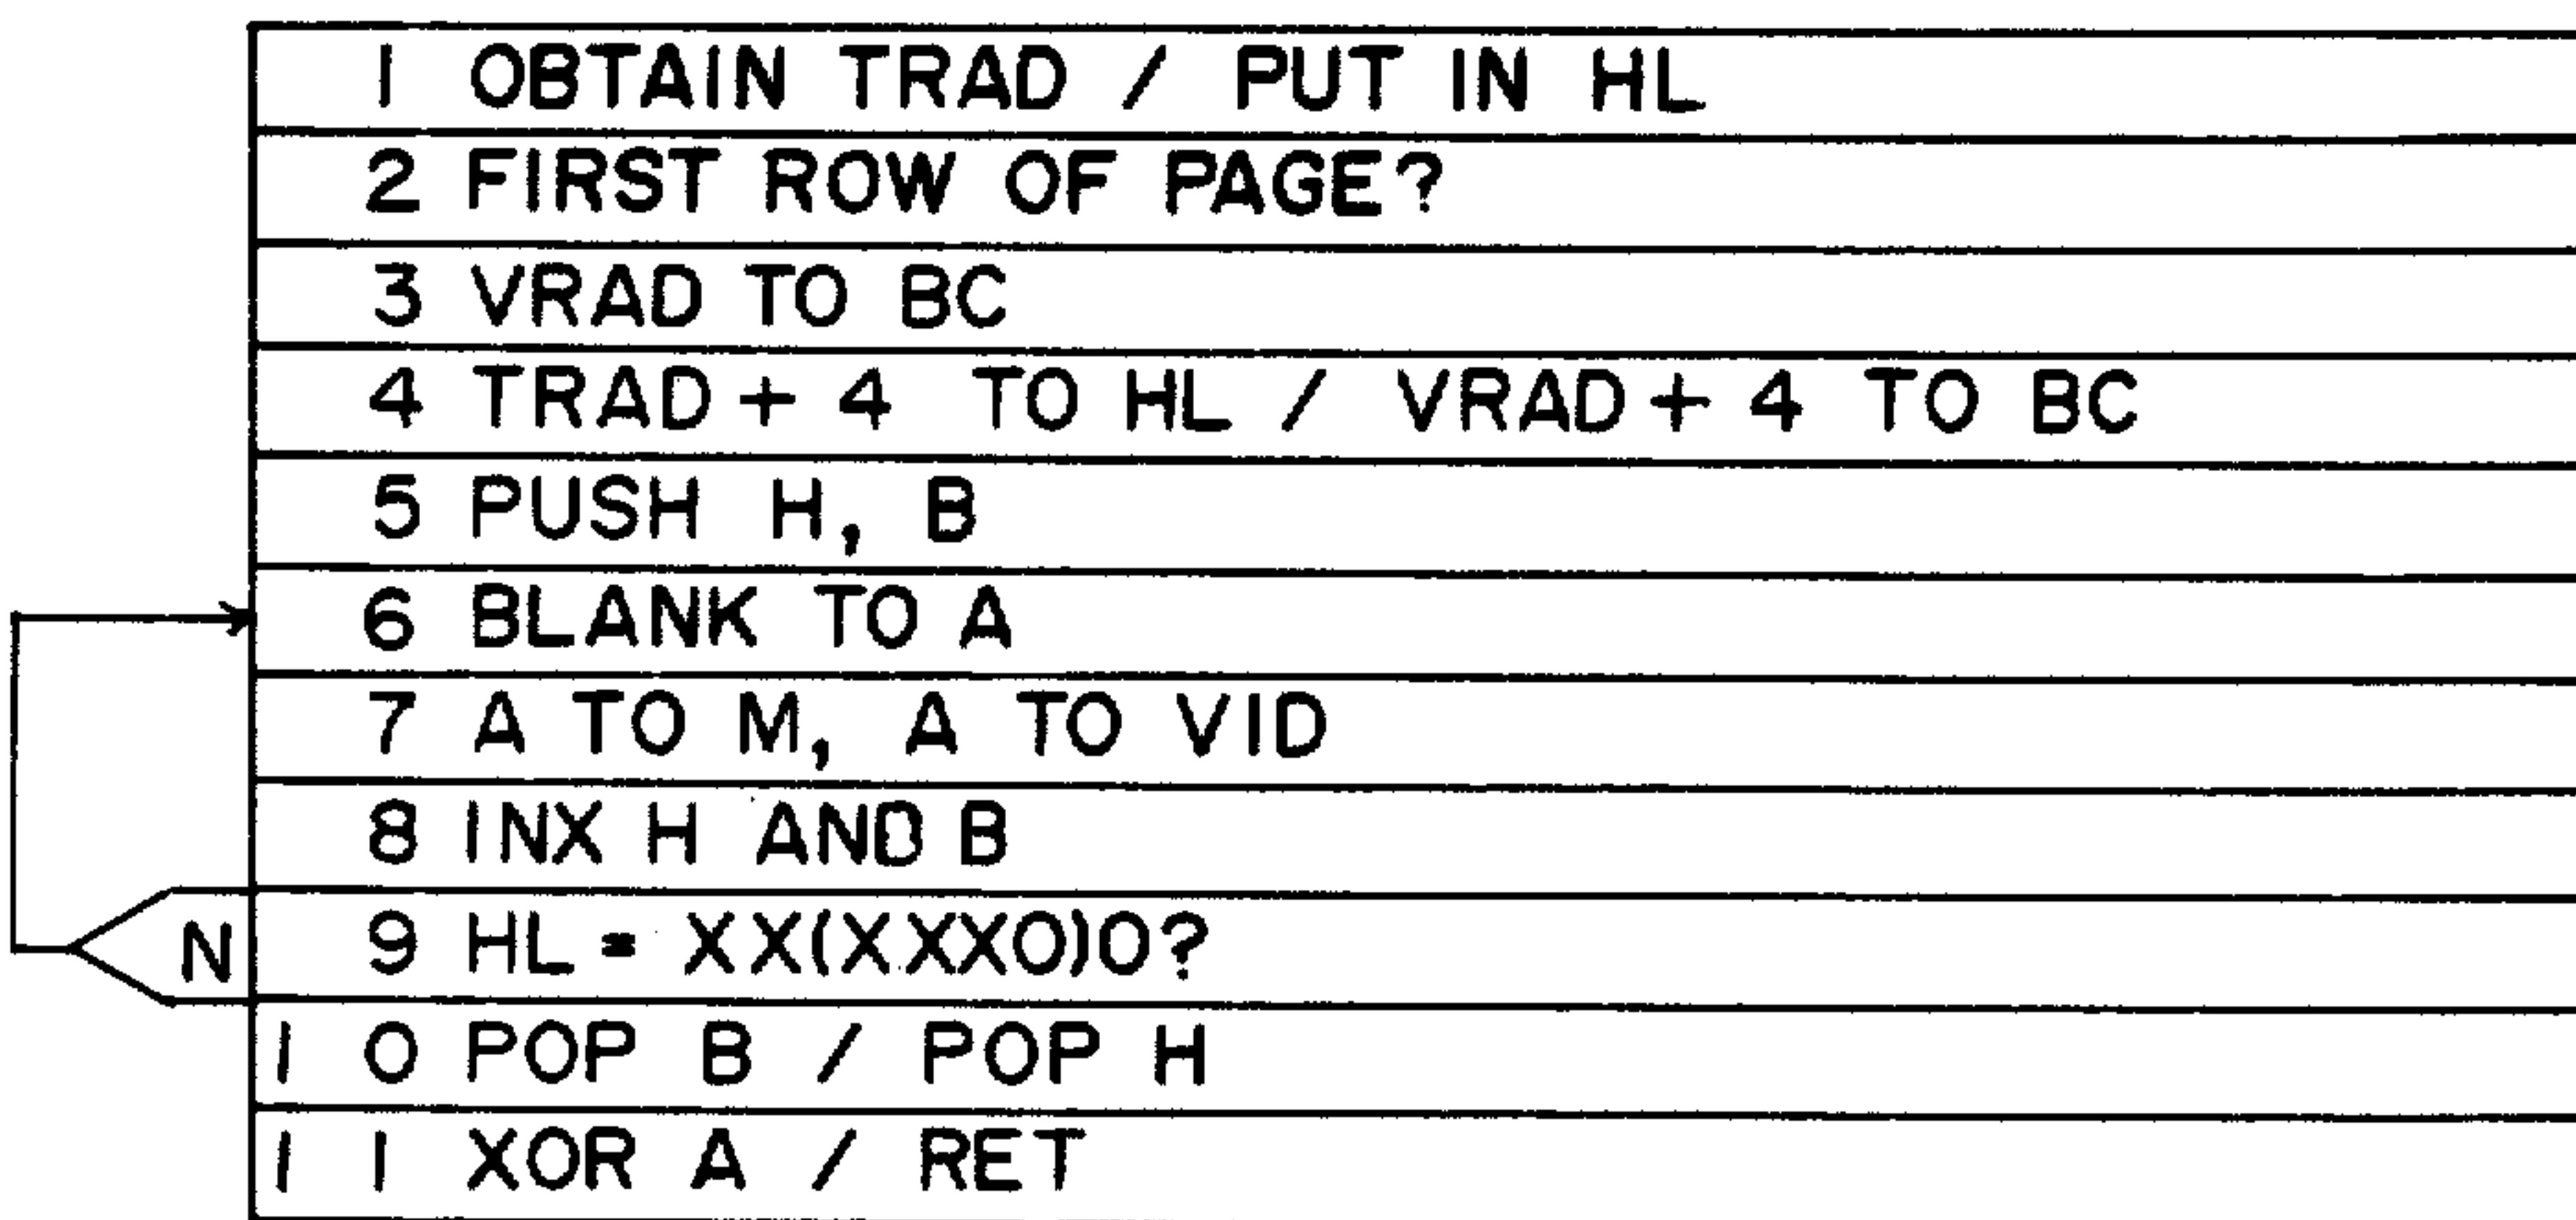 1 OBTAIN TRAD / PUT IN HL
2 FIRST ROW OF PAGE?
3 VRAD TO BC
4 TRAD + 4 TO HL / VRAD + 4 TO BC
5 PUSH H, B
6 BLANK TO A
7 A TO M, A TO VID
8 INX H AND B
N 9 HL = XX(XXX0)0?
10 POP B / POP H
11 XOR A / RET